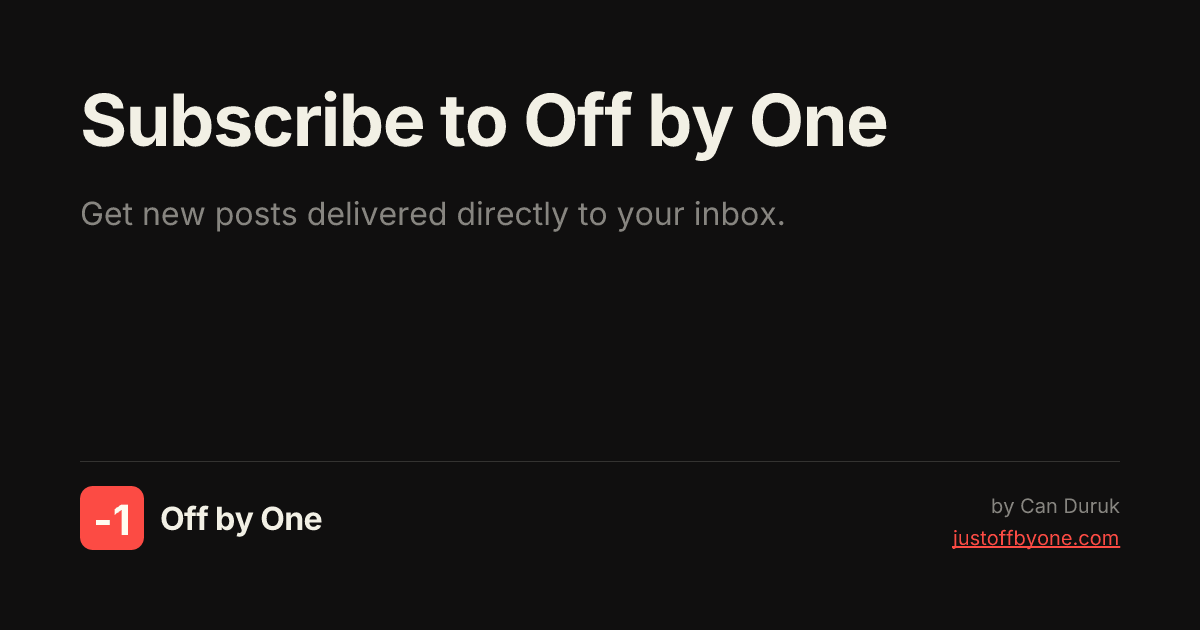 Subscribe to Off by One
Get new posts delivered directly to your inbox.
-1
Off by One
by Can Duruk
justoffbyone.com